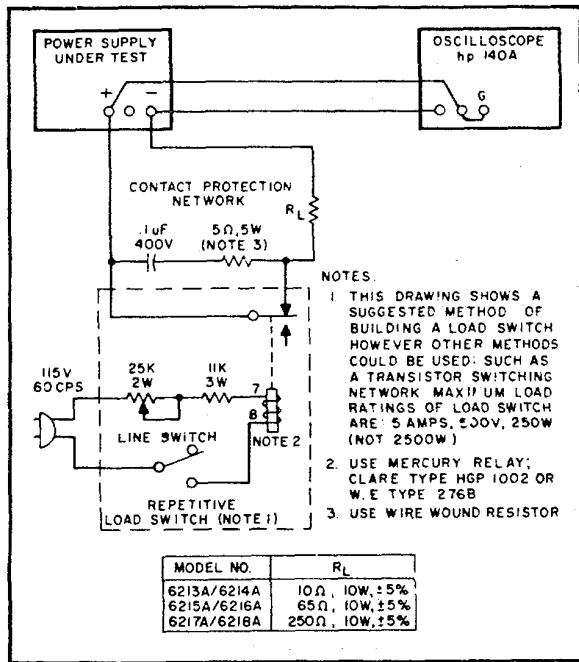 POWER SUPPLY
UNDER TEST
+ −
OSCILLOSCOPE
hp 140A
G
CONTACT PROTECTION
NETWORK
.1uF
400V
5Ω,5W
(NOTE 3)
RL
115V
60 CPS
25K
2W
11K
3W
7
8
NOTE 2
LINE SWITCH
REPETITIVE
LOAD SWITCH (NOTE 1)
NOTES.
1. THIS DRAWING SHOWS A
SUGGESTED METHOD OF
BUILDING A LOAD SWITCH
HOWEVER OTHER METHODS
COULD BE USED; SUCH AS
A TRANSISTOR SWITCHING
NETWORK MAXIMUM LOAD
RATINGS OF LOAD SWITCH
ARE: 5 AMPS, 500V, 250W
(NOT 2500W)
2. USE MERCURY RELAY;
CLARE TYPE HGP 1002 OR
W.E TYPE 276B
3. USE WIRE WOUND RESISTOR
MODEL NO. RL
6213A/6214A 10Ω, 10W,±5%
6215A/6216A 65Ω, 10W,±5%
6217A/6218A 250Ω, 10W,±5%